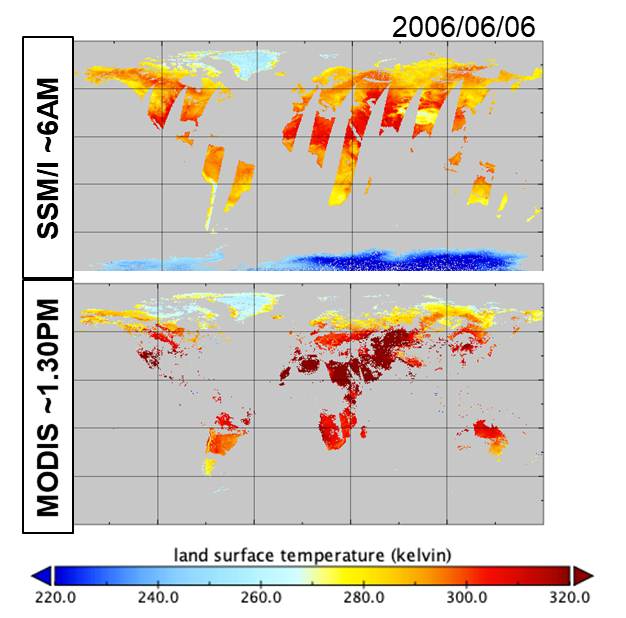 2006/06/06
SSM/I ~6AM
MODIS ~1.30PM
land surface temperature (kelvin)
220.0 240.0 260.0 280.0 300.0 320.0